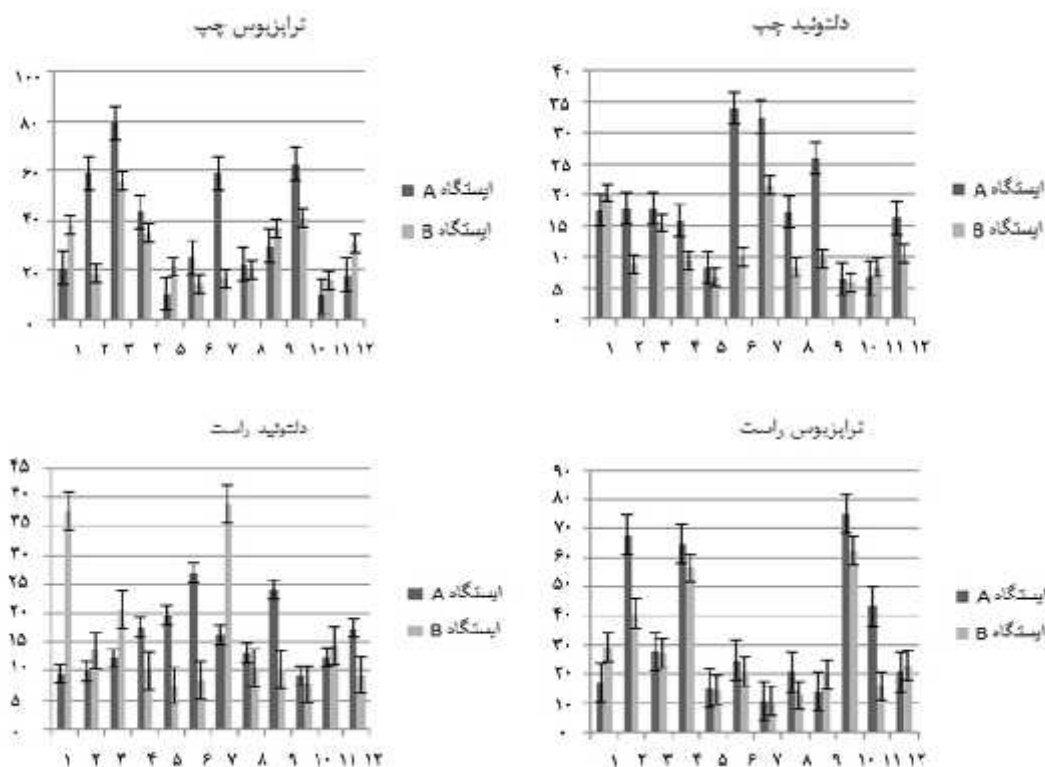 تراپزیوس چپ
۱۰۰
۸۰
۶۰
۴۰
۲۰
۰
۱ ۲ ۳ ۴ ۵ ۶ ۷ ۸ ۹ ۱۰ ۱۱ ۱۲
ایستگاه A
ایستگاه B
دلتوئید چپ
۴۰
۳۵
۳۰
۲۵
۲۰
۱۵
۱۰
۵
۰
۱ ۲ ۳ ۴ ۵ ۶ ۷ ۸ ۹ ۱۰ ۱۱ ۱۲
ایستگاه A
ایستگاه B
دلتوئید راست
۴۵
۴۰
۳۵
۳۰
۲۵
۲۰
۱۵
۱۰
۵
۰
۱ ۲ ۳ ۴ ۵ ۶ ۷ ۸ ۹ ۱۰ ۱۱ ۱۲
ایستگاه A
ایستگاه B
تراپزیوس راست
۹۰
۸۰
۷۰
۶۰
۵۰
۴۰
۳۰
۲۰
۱۰
۰
۱ ۲ ۳ ۴ ۵ ۶ ۷ ۸ ۹ ۱۰ ۱۱ ۱۲
ایستگاه A
ایستگاه B